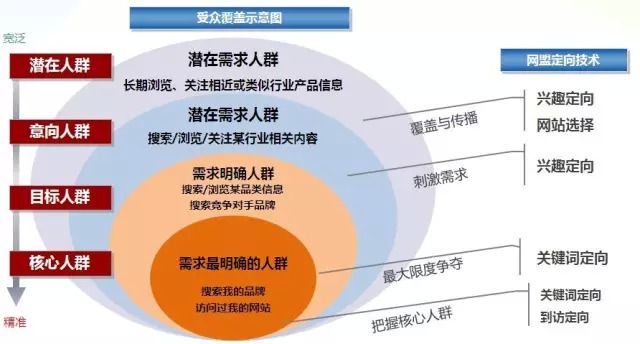 受众覆盖示意图
宽泛
潜在人群
意向人群
目标人群
核心人群
精准
潜在需求人群
长期浏览、关注相近或类似行业产品信息
潜在需求人群
搜索/浏览/关注某行业相关内容
需求明确人群
搜索/浏览某品类信息
搜索竞争对手品牌
需求最明确的人群
搜索我的品牌
访问过我的网站
覆盖与传播
刺激需求
最大限度争夺
把握核心人群
网盟定向技术
兴趣定向
网站选择
兴趣定向
关键词定向
关键词定向
到访定向